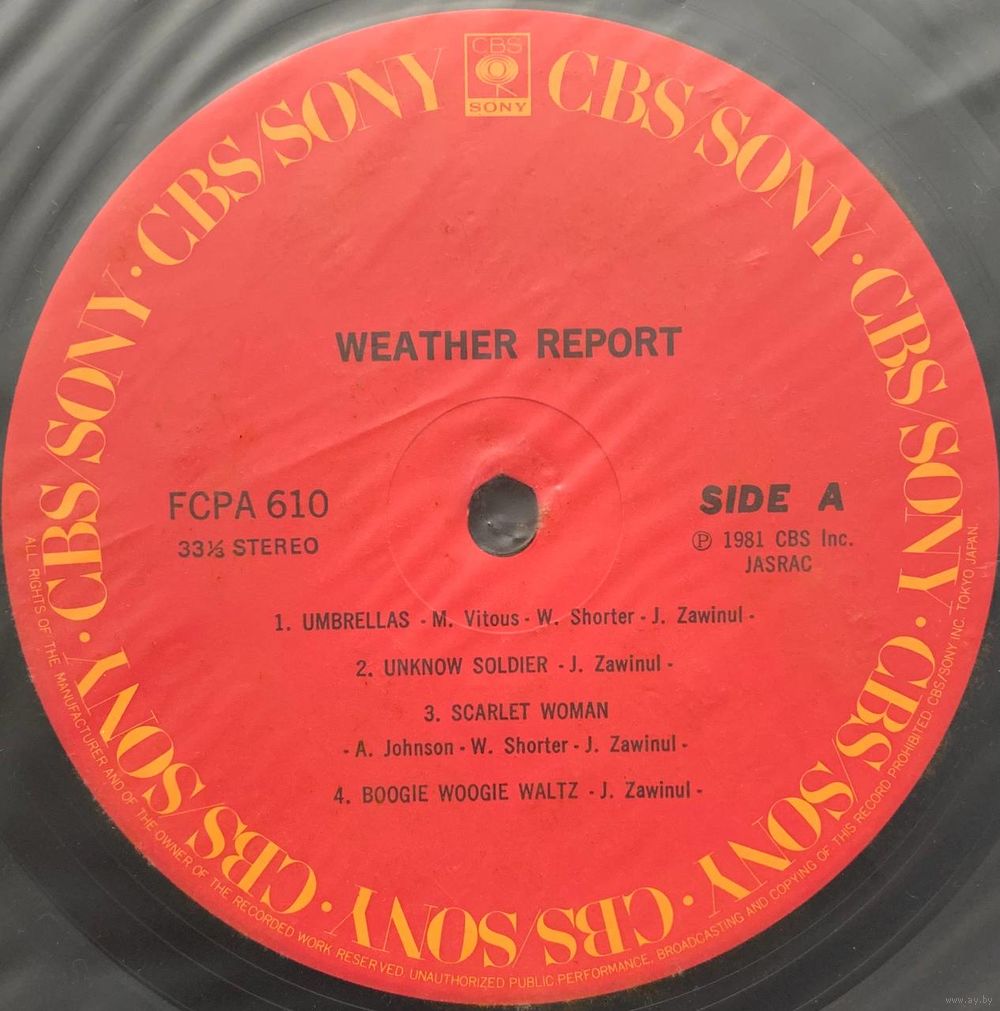 CBS
SONY
CBS/SONY · CBS/SONY · CBS/SONY · CBS/SONY · CBS/SONY · CBS/SONY · CBS/SONY · CBS/SONY
WEATHER REPORT
FCPA 610
33⅓ STEREO
SIDE A
Ⓟ 1981 CBS Inc.
JASRAC
1. UMBRELLAS - M. Vitous - W. Shorter - J. Zawinul -
2. UNKNOW SOLDIER - J. Zawinul -
3. SCARLET WOMAN
- A. Johnson - W. Shorter - J. Zawinul -
4. BOOGIE WOOGIE WALTZ - J. Zawinul -
ALL RIGHTS OF THE MANUFACTURER AND OF THE OWNER OF THE RECORDED WORK RESERVED. UNAUTHORIZED PUBLIC PERFORMANCE, BROADCASTING AND COPYING OF THIS RECORD PROHIBITED. CBS/SONY INC. TOKYO JAPAN.
www.ay.by